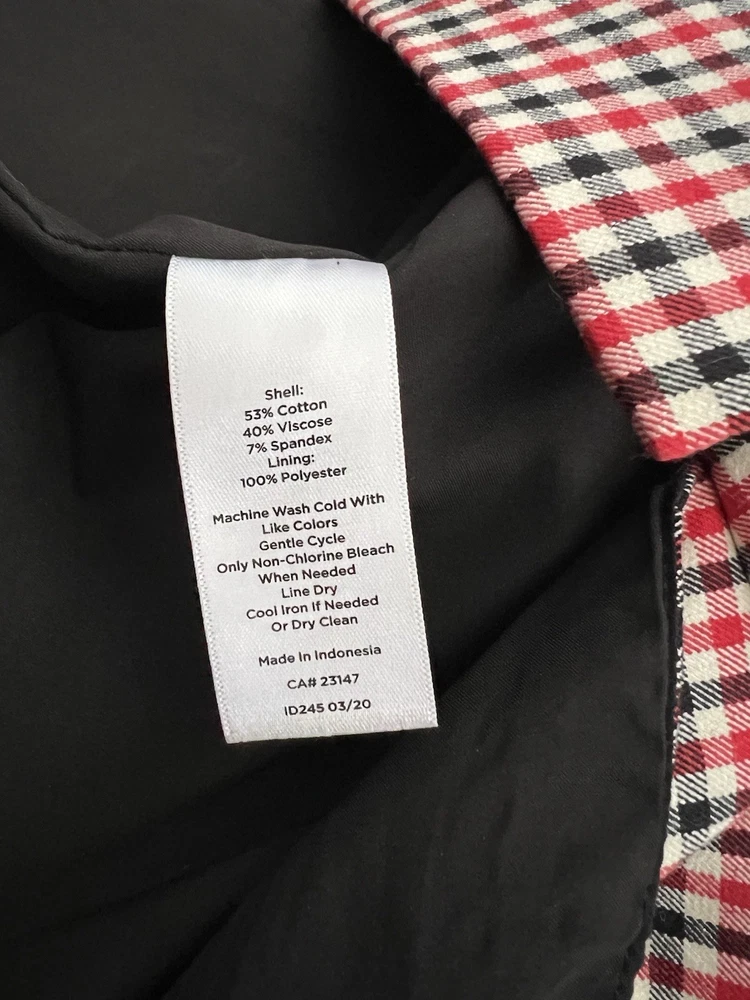 Shell:
53% Cotton
40% Viscose
7% Spandex
Lining:
100% Polyester
Machine Wash Cold With
Like Colors
Gentle Cycle
Only Non-Chlorine Bleach
When Needed
Line Dry
Cool Iron If Needed
Or Dry Clean
Made In Indonesia
CA# 23147
ID245 03/20